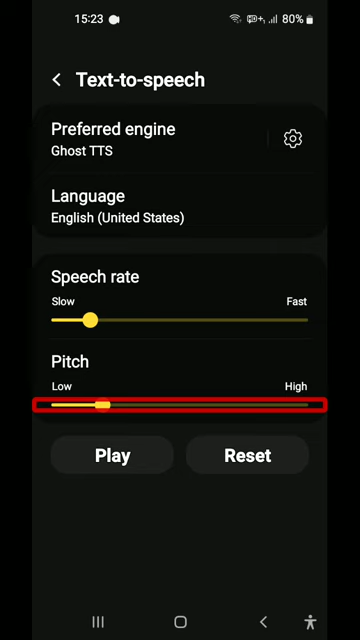 15:23
80%
Text-to-speech
Preferred engine
Ghost TTS
Language
English (United States)
Speech rate
Slow Fast
Pitch
Low High
Play Reset